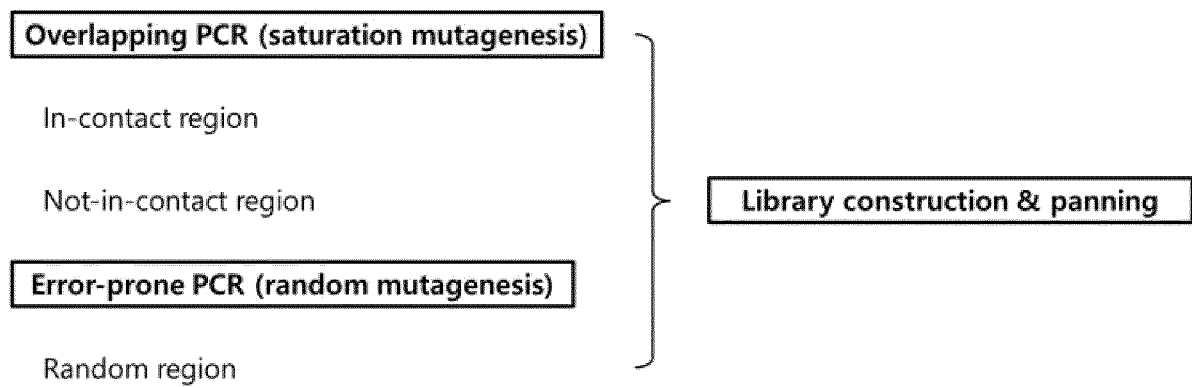 Overlapping PCR (saturation mutagenesis)
In-contact region
Not-in-contact region
Library construction & panning
Error-prone PCR (random mutagenesis)
Random region